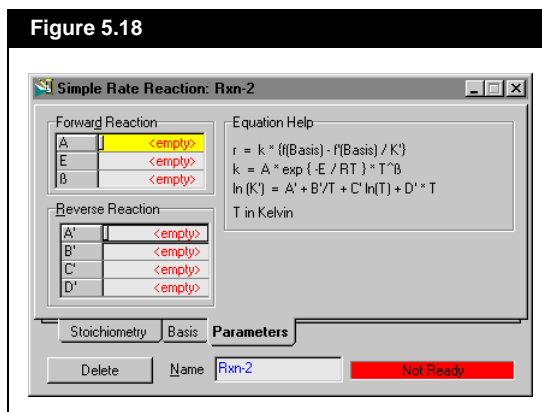 Figure 5.18
Simple Rate Reaction: Rxn-2
Forward Reaction
A <empty>
E <empty>
ß <empty>
Reverse Reaction
A' <empty>
B' <empty>
C' <empty>
D' <empty>
Equation Help
r = k * {f(Basis) - f'(Basis) / K'}
k = A * exp { -E / RT } * T^ß
ln (K') = A' + B'/T + C' ln(T) + D' * T
T in Kelvin
Stoichiometry Basis Parameters
Delete Name Rxn-2 Not Ready